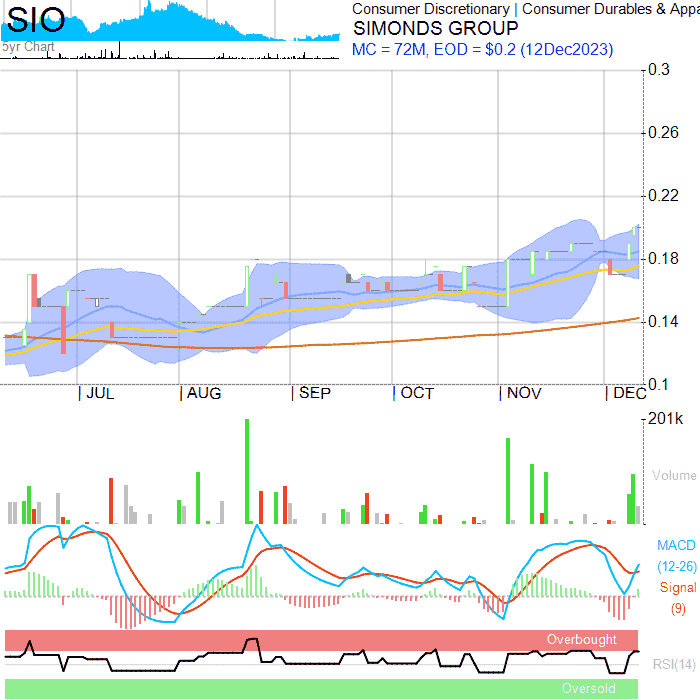 SIO
5yr Chart
Consumer Discretionary | Consumer Durables & Appa
SIMONDS GROUP
MC = 72M, EOD = $0.2 (12Dec2023)
0.3
0.26
0.22
0.18
0.14
0.1
JUL AUG SEP OCT NOV DEC
201k
Volume
MACD
(12-26)
Signal
(9)
Overbought
RSI(14)
Oversold